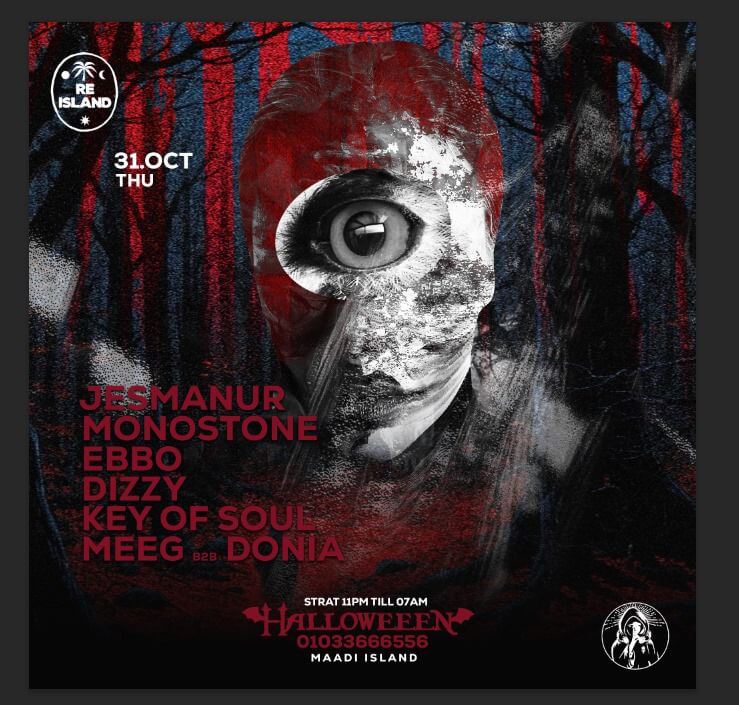 RE
ISLAND
31.OCT
THU
JESMANUR
MONOSTONE
EBBO
DIZZY
KEY OF SOUL
MEEG B2B DONIA
STRAT 11PM TILL 07AM
HALLOWEEEN
01033666556
MAADI ISLAND